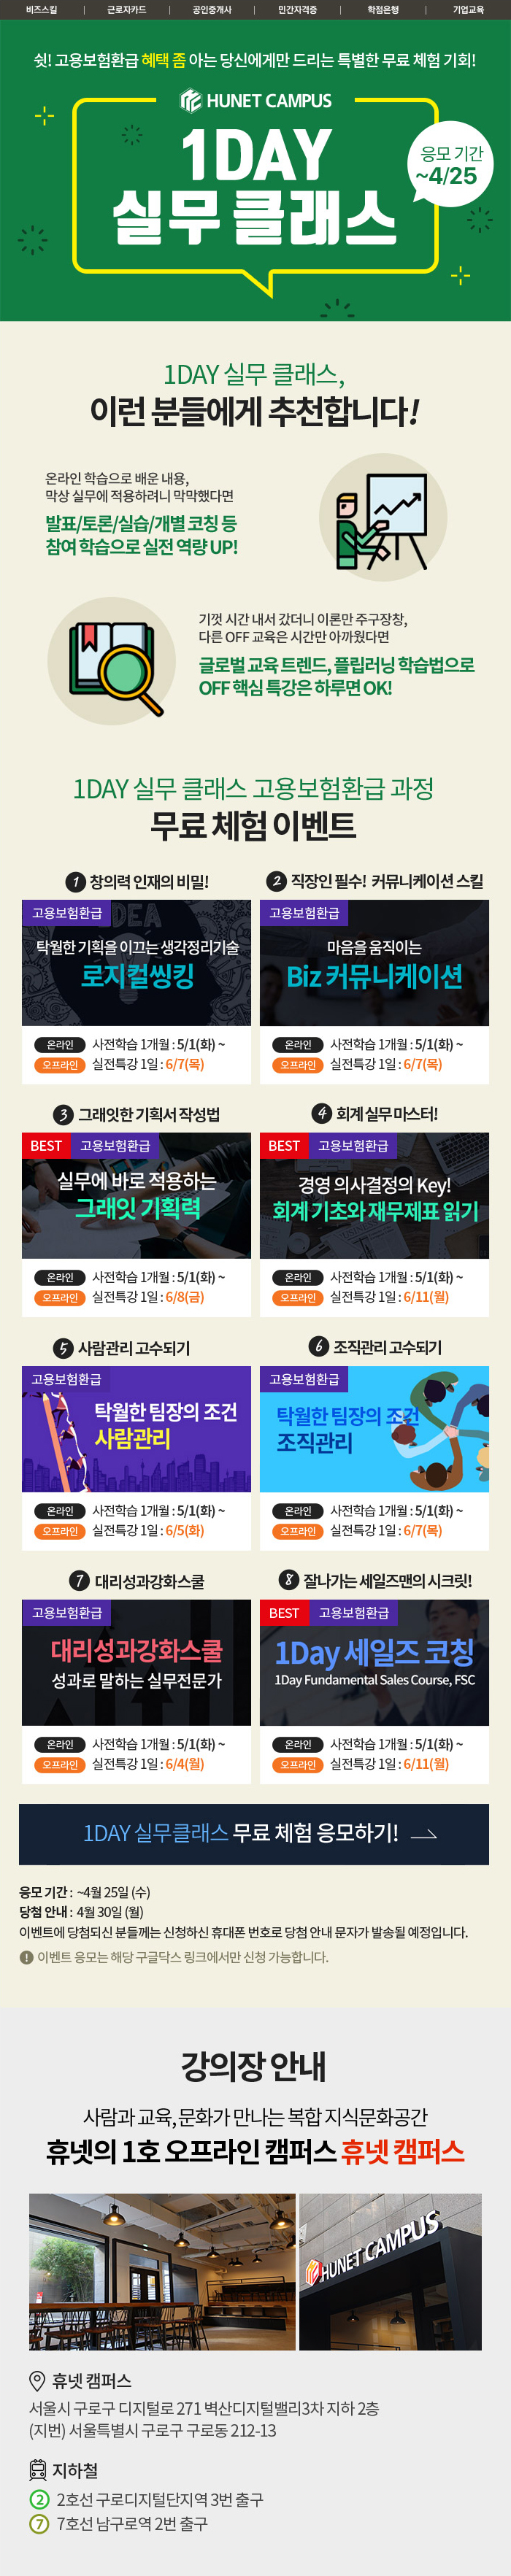 비즈스킬 | 근로자카드 | 공인중개사 | 민간자격증 | 학점은행 | 기업교육
쉿! 고용보험환급 혜택 좀 아는 당신에게만 드리는 특별한 무료 체험 기회!
HUNET CAMPUS
1DAY
실무 클래스
응모 기간
~4/25
1DAY 실무 클래스,
이런 분들에게 추천합니다!
온라인 학습으로 배운 내용,
막상 실무에 적용하려니 막막했다면
발표/토론/실습/개별 코칭 등
참여 학습으로 실전 역량 UP!
기껏 시간 내서 갔더니 이론만 주구장창,
다른 OFF 교육은 시간만 아까웠다면
글로벌 교육 트렌드, 플립러닝 학습법으로
OFF 핵심 특강은 하루면 OK!
1DAY 실무 클래스 고용보험환급 과정
무료 체험 이벤트
1 창의력 인재의 비밀!
고용보험환급
IDEA
탁월한 기획을 이끄는 생각정리기술
로지컬씽킹
온라인 사전학습 1개월 : 5/1(화) ~
오프라인 실전특강 1일 : 6/7(목)
2 직장인 필수! 커뮤니케이션 스킬
고용보험환급
마음을 움직이는
Biz 커뮤니케이션
온라인 사전학습 1개월 : 5/1(화) ~
오프라인 실전특강 1일 : 6/7(목)
3 그래잇한 기획서 작성법
BEST 고용보험환급
실무에 바로 적용하는
그래잇 기획력
온라인 사전학습 1개월 : 5/1(화) ~
오프라인 실전특강 1일 : 6/8(금)
4 회계 실무 마스터!
BEST 고용보험환급
경영 의사결정의 Key!
회계 기초와 재무제표 읽기
온라인 사전학습 1개월 : 5/1(화) ~
오프라인 실전특강 1일 : 6/11(월)
5 사람관리 고수되기
고용보험환급
탁월한 팀장의 조건
사람관리
온라인 사전학습 1개월 : 5/1(화) ~
오프라인 실전특강 1일 : 6/5(화)
6 조직관리 고수되기
고용보험환급
탁월한 팀장의 조건
조직관리
온라인 사전학습 1개월 : 5/1(화) ~
오프라인 실전특강 1일 : 6/7(목)
7 대리성과강화스쿨
고용보험환급
대리성과강화스쿨
성과로 말하는 실무전문가
온라인 사전학습 1개월 : 5/1(화) ~
오프라인 실전특강 1일 : 6/4(월)
8 잘나가는 세일즈맨의 시크릿!
BEST 고용보험환급
1Day 세일즈 코칭
1Day Fundamental Sales Course, FSC
온라인 사전학습 1개월 : 5/1(화) ~
오프라인 실전특강 1일 : 6/11(월)
1DAY 실무클래스 무료 체험 응모하기!
응모 기간 : ~4월 25일 (수)
당첨 안내 : 4월 30일 (월)
이벤트에 당첨되신 분들께는 신청하신 휴대폰 번호로 당첨 안내 문자가 발송될 예정입니다.
! 이벤트 응모는 해당 구글닥스 링크에서만 신청 가능합니다.
강의장 안내
사람과 교육, 문화가 만나는 복합 지식문화공간
휴넷의 1호 오프라인 캠퍼스 휴넷 캠퍼스
HUNET CAMPUS
휴넷 캠퍼스
서울시 구로구 디지털로 271 벽산디지털밸리3차 지하 2층
(지번) 서울특별시 구로구 구로동 212-13
지하철
2 2호선 구로디지털단지역 3번 출구
7 7호선 남구로역 2번 출구